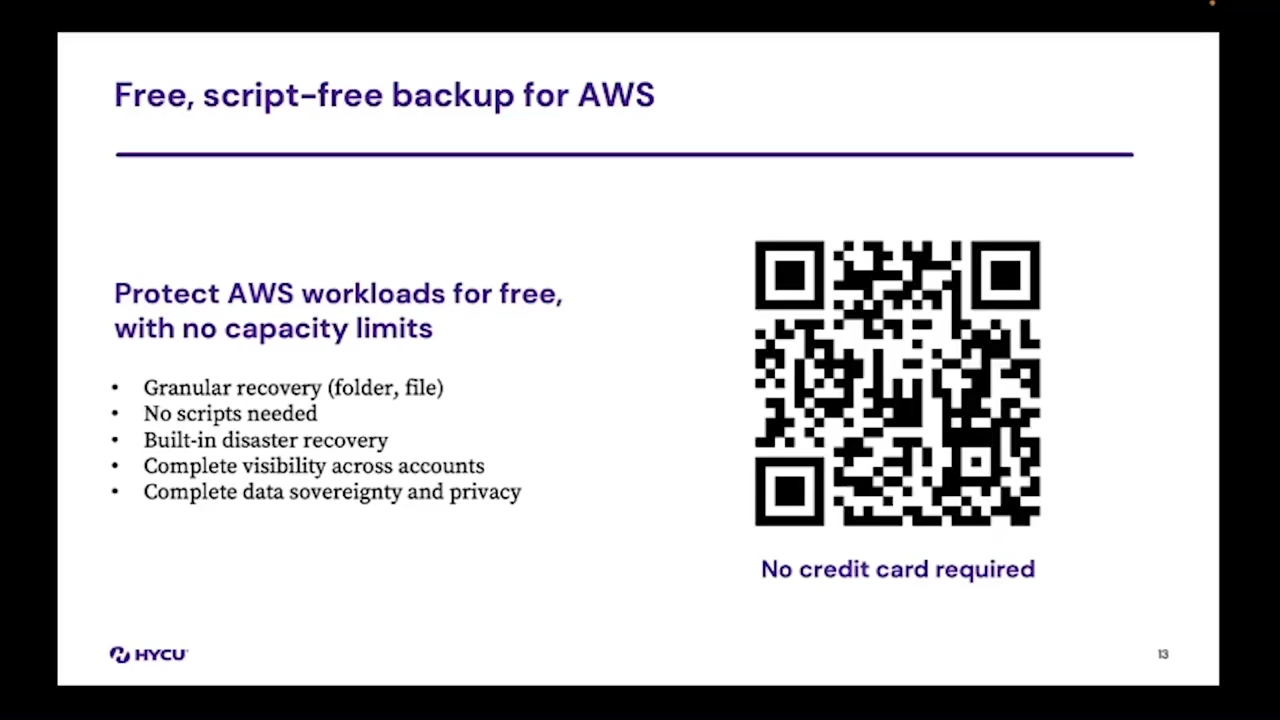 Free, script-free backup for AWS
Protect AWS workloads for free,
with no capacity limits
• Granular recovery (folder, file)
• No scripts needed
• Built-in disaster recovery
• Complete visibility across accounts
• Complete data sovereignty and privacy
No credit card required
HYCU
13